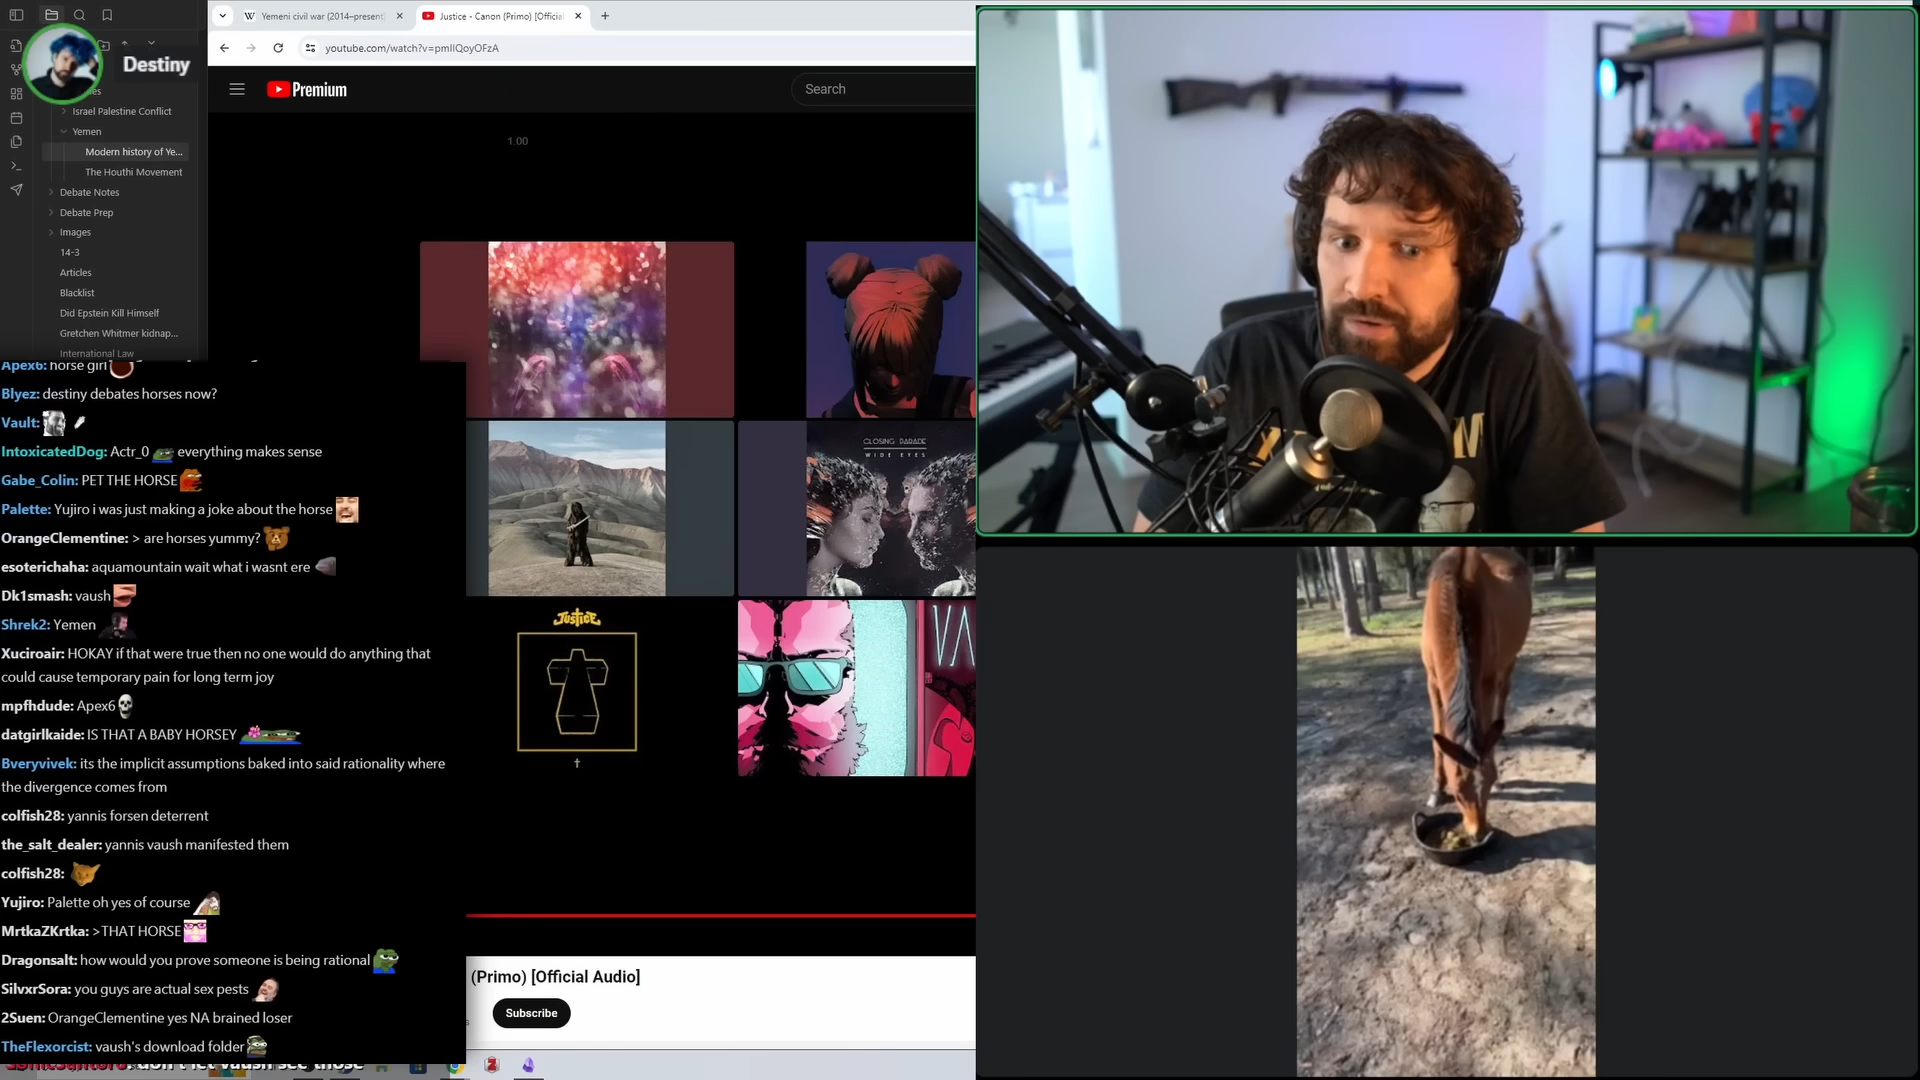 Yemeni civil war (2014–present)
Justice - Canon (Primo) [Officia
youtube.com/watch?v=pmIlQoyOFzA
Destiny
Premium
Search
Israel Palestine Conflict
Yemen
Modern history of Ye...
The Houthi Movement
Debate Notes
Debate Prep
Images
14-3
Articles
Blacklist
Did Epstein Kill Himself
Gretchen Whitmer kidnap...
International Law
1.00
CLOSING PARADE
WIDE EYES
JUSTICE
VA
Apex6: horse girl
Blyez: destiny debates horses now?
Vault:
IntoxicatedDog: Actr_0 everything makes sense
Gabe_Colin: PET THE HORSE
Palette: Yujiro i was just making a joke about the horse
OrangeClementine: > are horses yummy?
esoterichaha: aquamountain wait what i wasnt ere
Dk1smash: vaush
Shrek2: Yemen
Xuciroair: HOKAY if that were true then no one would do anything that
could cause temporary pain for long term joy
mpfhdude: Apex6
datgirlkaide: IS THAT A BABY HORSEY
Bveryvivek: its the implicit assumptions baked into said rationality where
the divergence comes from
colfish28: yannis forsen deterrent
the_salt_dealer: yannis vaush manifested them
colfish28:
Yujiro: Palette oh yes of course
MrtkaZKrtka: >THAT HORSE
Dragonsalt: how would you prove someone is being rational
SilvxrSora: you guys are actual sex pests
2Suen: OrangeClementine yes NA brained loser
TheFlexorcist: vaush's download folder
don't let vaush see those
(Primo) [Official Audio]
Subscribe